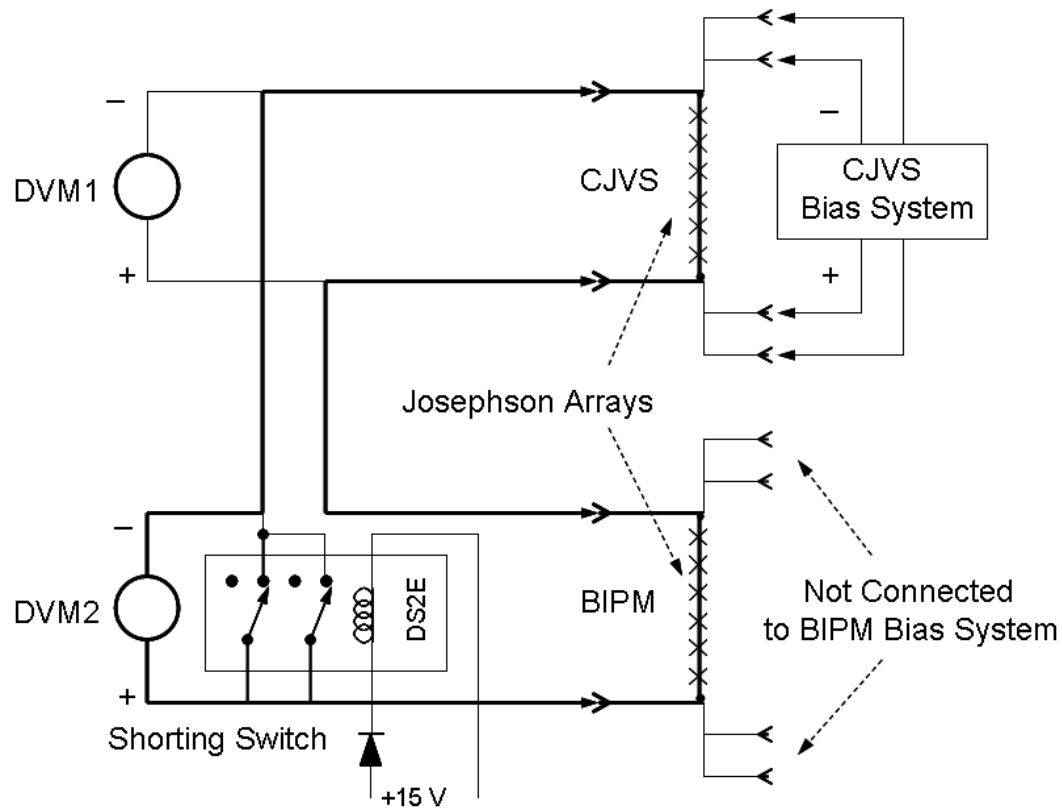 –
DVM1
+
CJVS
–
CJVS
Bias System
+
Josephson Arrays
–
DVM2
+
DS2E
BIPM
Not Connected
to BIPM Bias System
Shorting Switch
+15 V